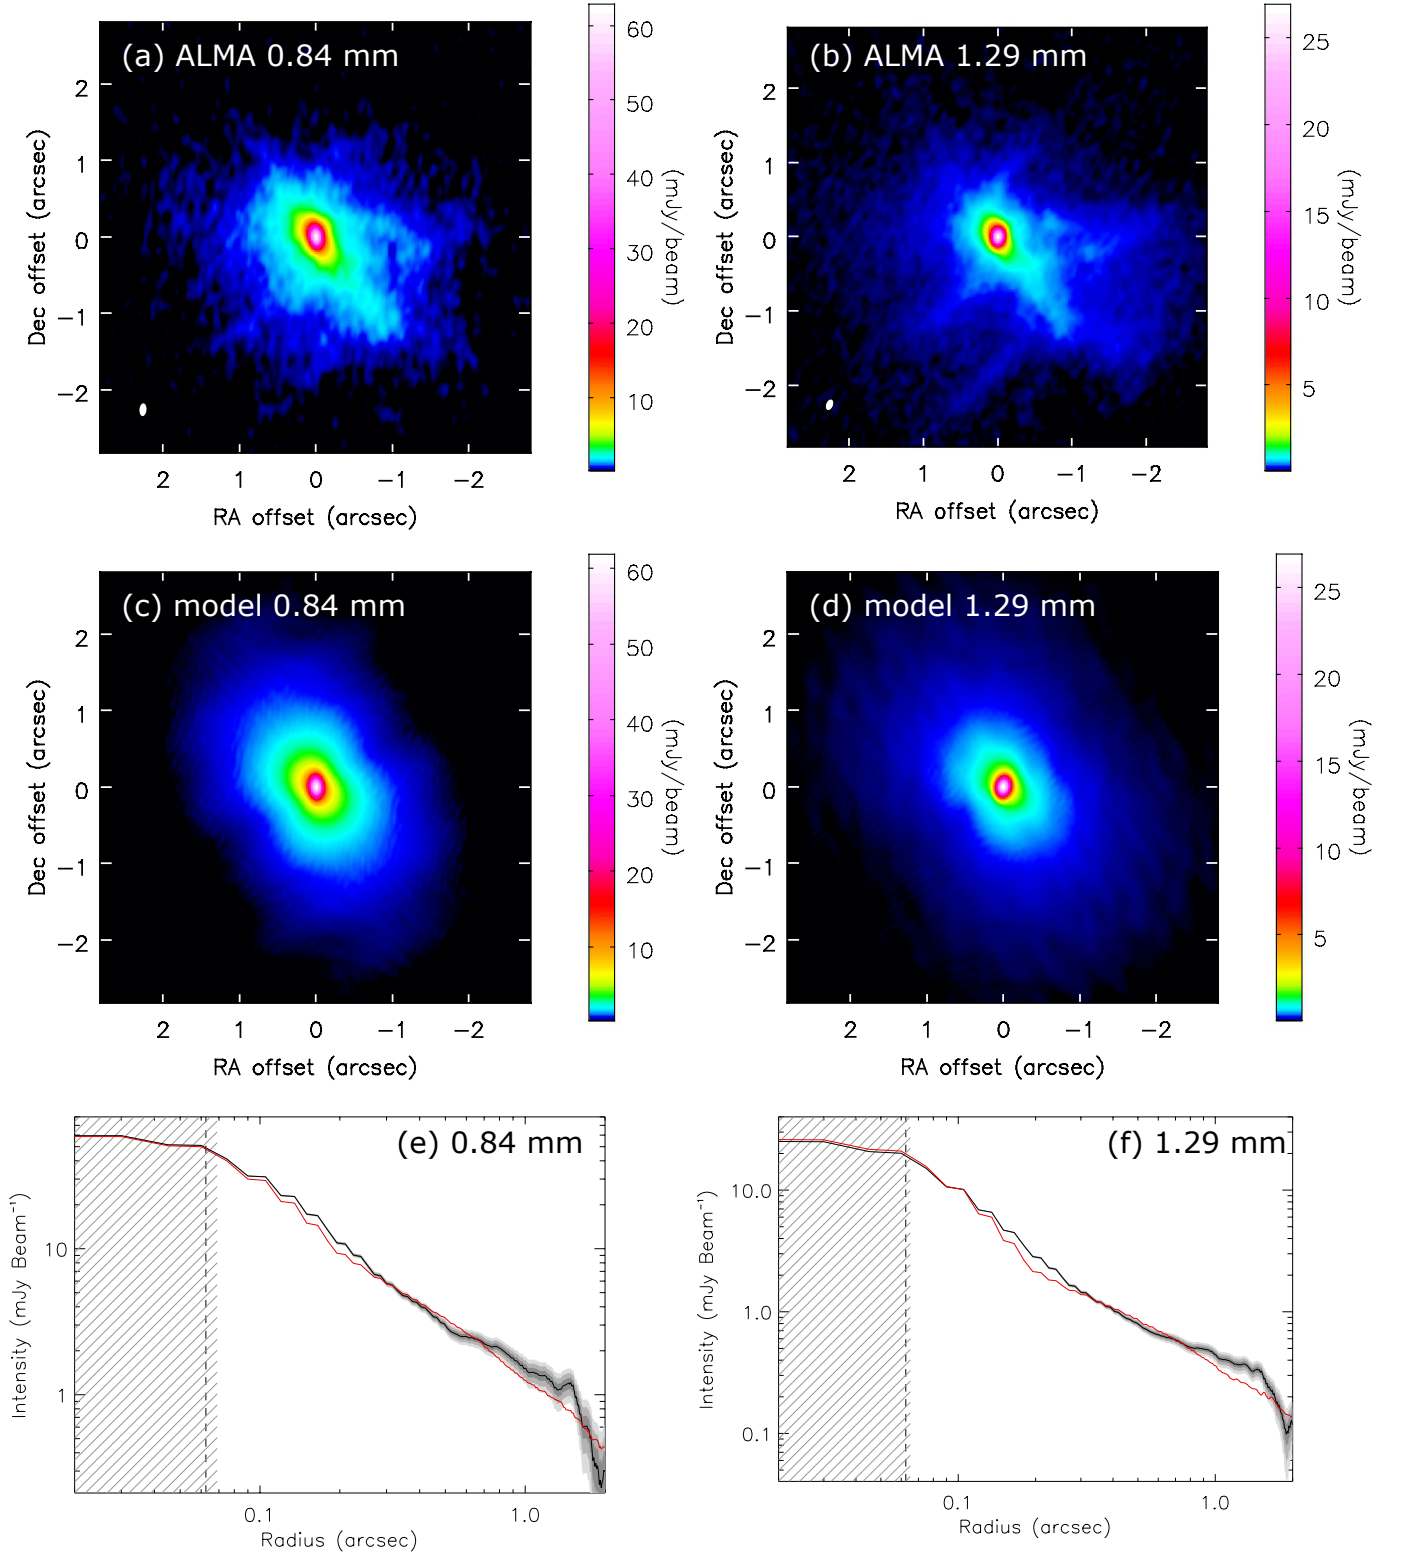 (a) ALMA 0.84 mm
2
1
0
−1
−2
Dec offset (arcsec)
2 1 0 −1 −2
RA offset (arcsec)
60
50
40
30
20
10
(mJy/beam)
(b) ALMA 1.29 mm
2
1
0
−1
−2
Dec offset (arcsec)
2 1 0 −1 −2
RA offset (arcsec)
25
20
15
10
5
(mJy/beam)
(c) model 0.84 mm
2
1
0
−1
−2
Dec offset (arcsec)
2 1 0 −1 −2
RA offset (arcsec)
60
50
40
30
20
10
(mJy/beam)
(d) model 1.29 mm
2
1
0
−1
−2
Dec offset (arcsec)
2 1 0 −1 −2
RA offset (arcsec)
25
20
15
10
5
(mJy/beam)
(e) 0.84 mm
10
1
Intensity (mJy Beam⁻¹)
0.1 1.0
Radius (arcsec)
(f) 1.29 mm
10.0
1.0
0.1
Intensity (mJy Beam⁻¹)
0.1 1.0
Radius (arcsec)